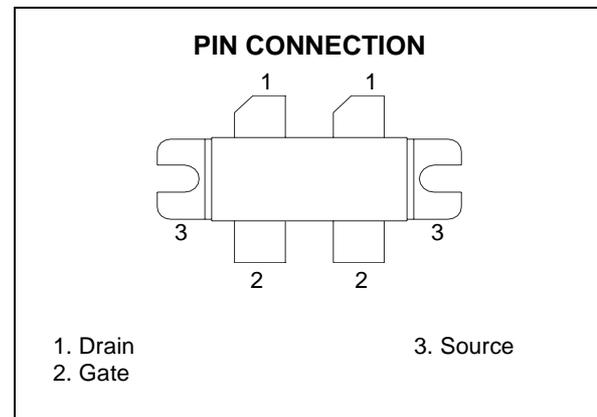 PIN CONNECTION
1 1
3 3
2 2
1. Drain 3. Source
2. Gate